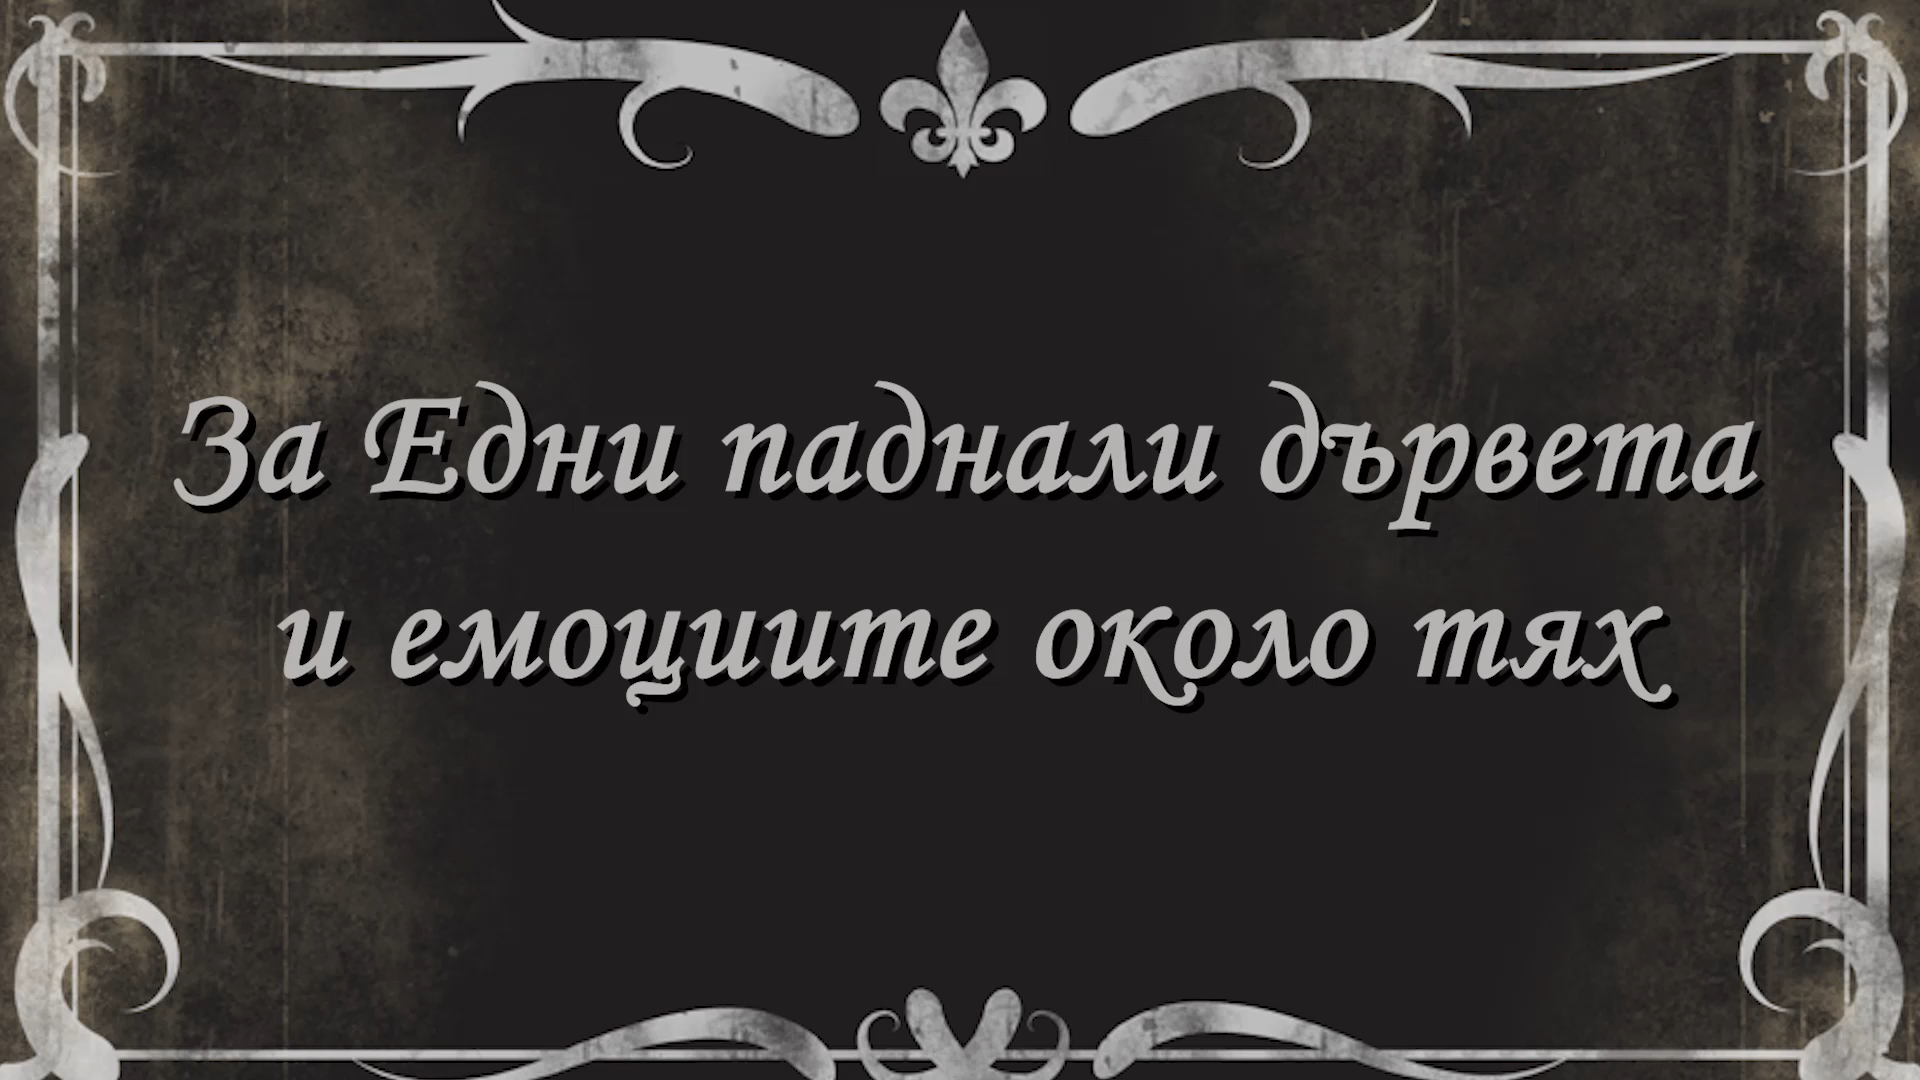 За Едни паднали дървета
и емоциите около тях